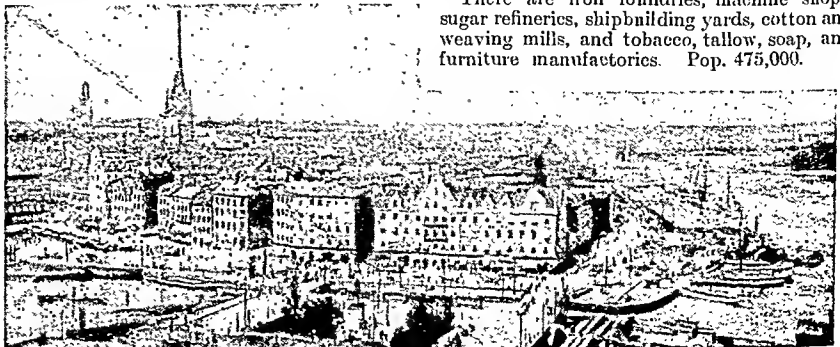 There are iron foundries, machine shop
sugar refineries, shipbuilding yards, cotton an
weaving mills, and tobacco, tallow, soap, an
furniture manufactories. Pop. 475,000.